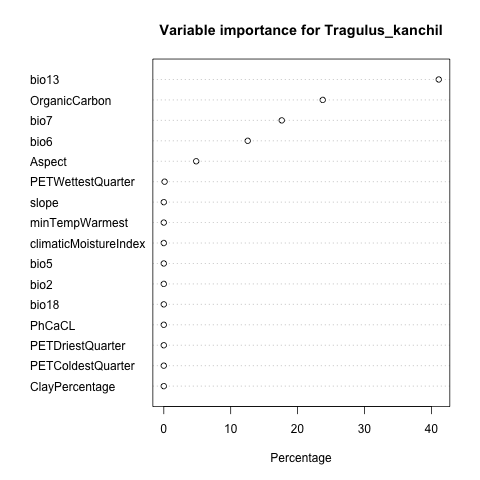 Variable importance for Tragulus_kanchil
bio13
OrganicCarbon
bio7
bio6
Aspect
PETWettestQuarter
slope
minTempWarmest
climaticMoistureIndex
bio5
bio2
bio18
PhCaCL
PETDriestQuarter
PETColdestQuarter
ClayPercentage
0 10 20 30 40
Percentage